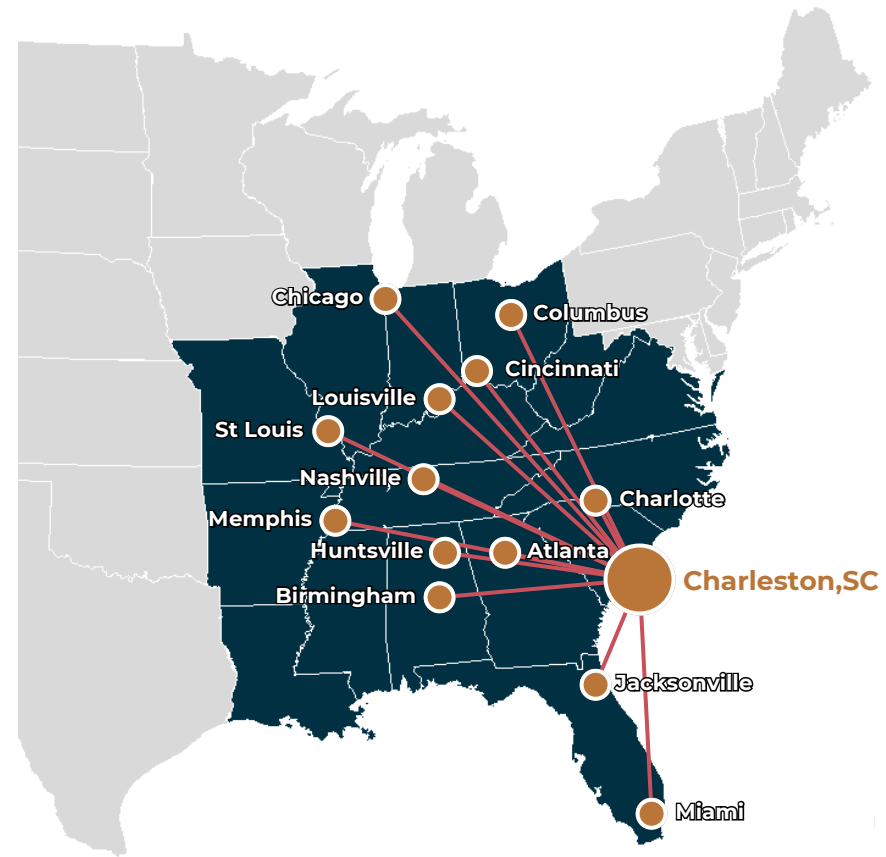 Chicago
Columbus
Cincinnati
Louisville
St Louis
Nashville
Charlotte
Memphis
Huntsville
Atlanta
Charleston,SC
Birmingham
Jacksonville
Miami